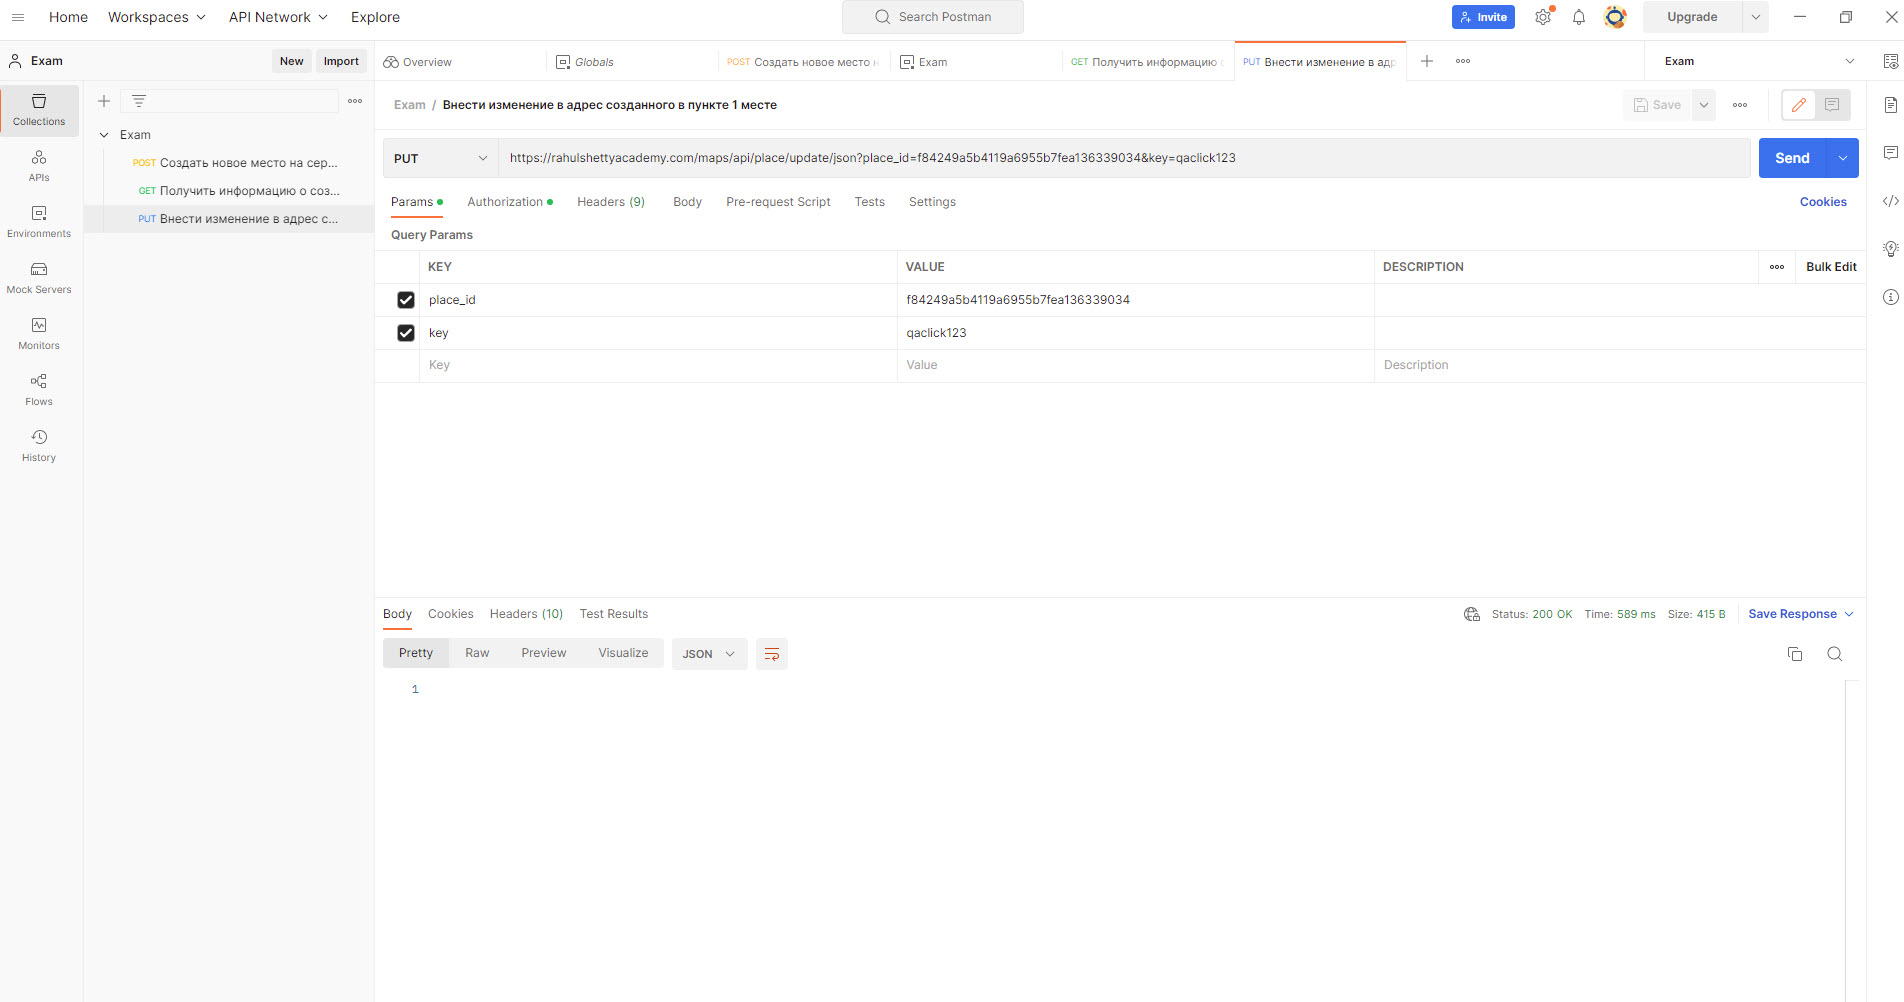 Home Workspaces API Network Explore Search Postman Invite Upgrade
Exam New Import Overview Globals POST Создать новое место н Exam GET Получить информацию о PUT Внести изменение в адр Exam
Collections
APIs
Environments
Mock Servers
Monitors
Flows
History
Exam
POST Создать новое место на сер...
GET Получить информацию о соз...
PUT Внести изменение в адрес с...
Exam / Внести изменение в адрес созданного в пункте 1 месте Save
PUT https://rahulshettyacademy.com/maps/api/place/update/json?place_id=f84249a5b4119a6955b7fea136339034&key=qaclick123 Send
Params Authorization Headers (9) Body Pre-request Script Tests Settings Cookies
Query Params
KEY VALUE DESCRIPTION Bulk Edit
place_id f84249a5b4119a6955b7fea136339034
key qaclick123
Key Value Description
Body Cookies Headers (10) Test Results Status: 200 OK Time: 589 ms Size: 415 B Save Response
Pretty Raw Preview Visualize JSON
1